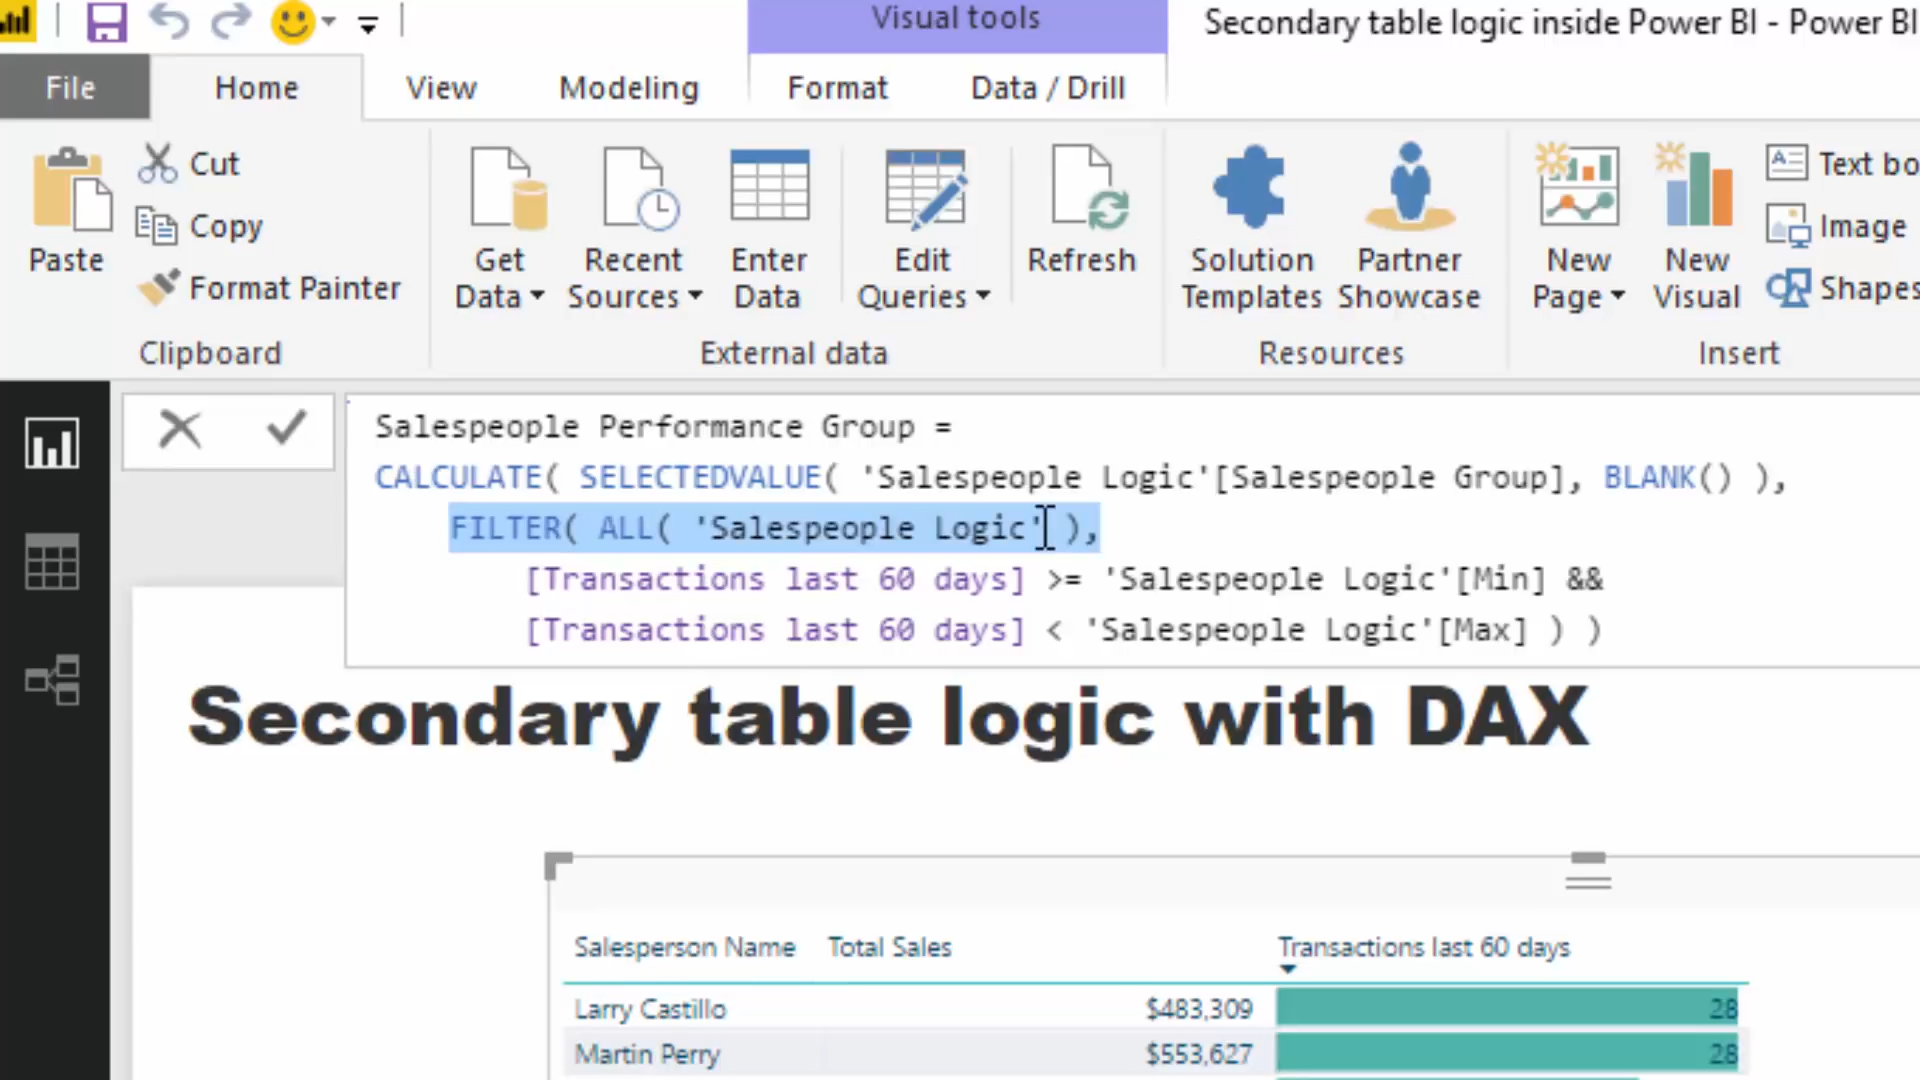 Visual tools
Secondary table logic inside Power BI - Power BI
File
Home
View
Modeling
Format
Data / Drill
Paste
Cut
Copy
Format Painter
Clipboard
Get Data
Recent Sources
Enter Data
Edit Queries
Refresh
External data
Solution Templates
Partner Showcase
Resources
New Page
New Visual
Text bo
Image
Shapes
Insert
Salespeople Performance Group =
CALCULATE( SELECTEDVALUE( 'Salespeople Logic'[Salespeople Group], BLANK() ),
FILTER( ALL( 'Salespeople Logic' ),
[Transactions last 60 days] >= 'Salespeople Logic'[Min] &&
[Transactions last 60 days] < 'Salespeople Logic'[Max] ) )
Secondary table logic with DAX
Salesperson Name Total Sales Transactions last 60 days
Larry Castillo $483,309 28
Martin Perry $553,627 28